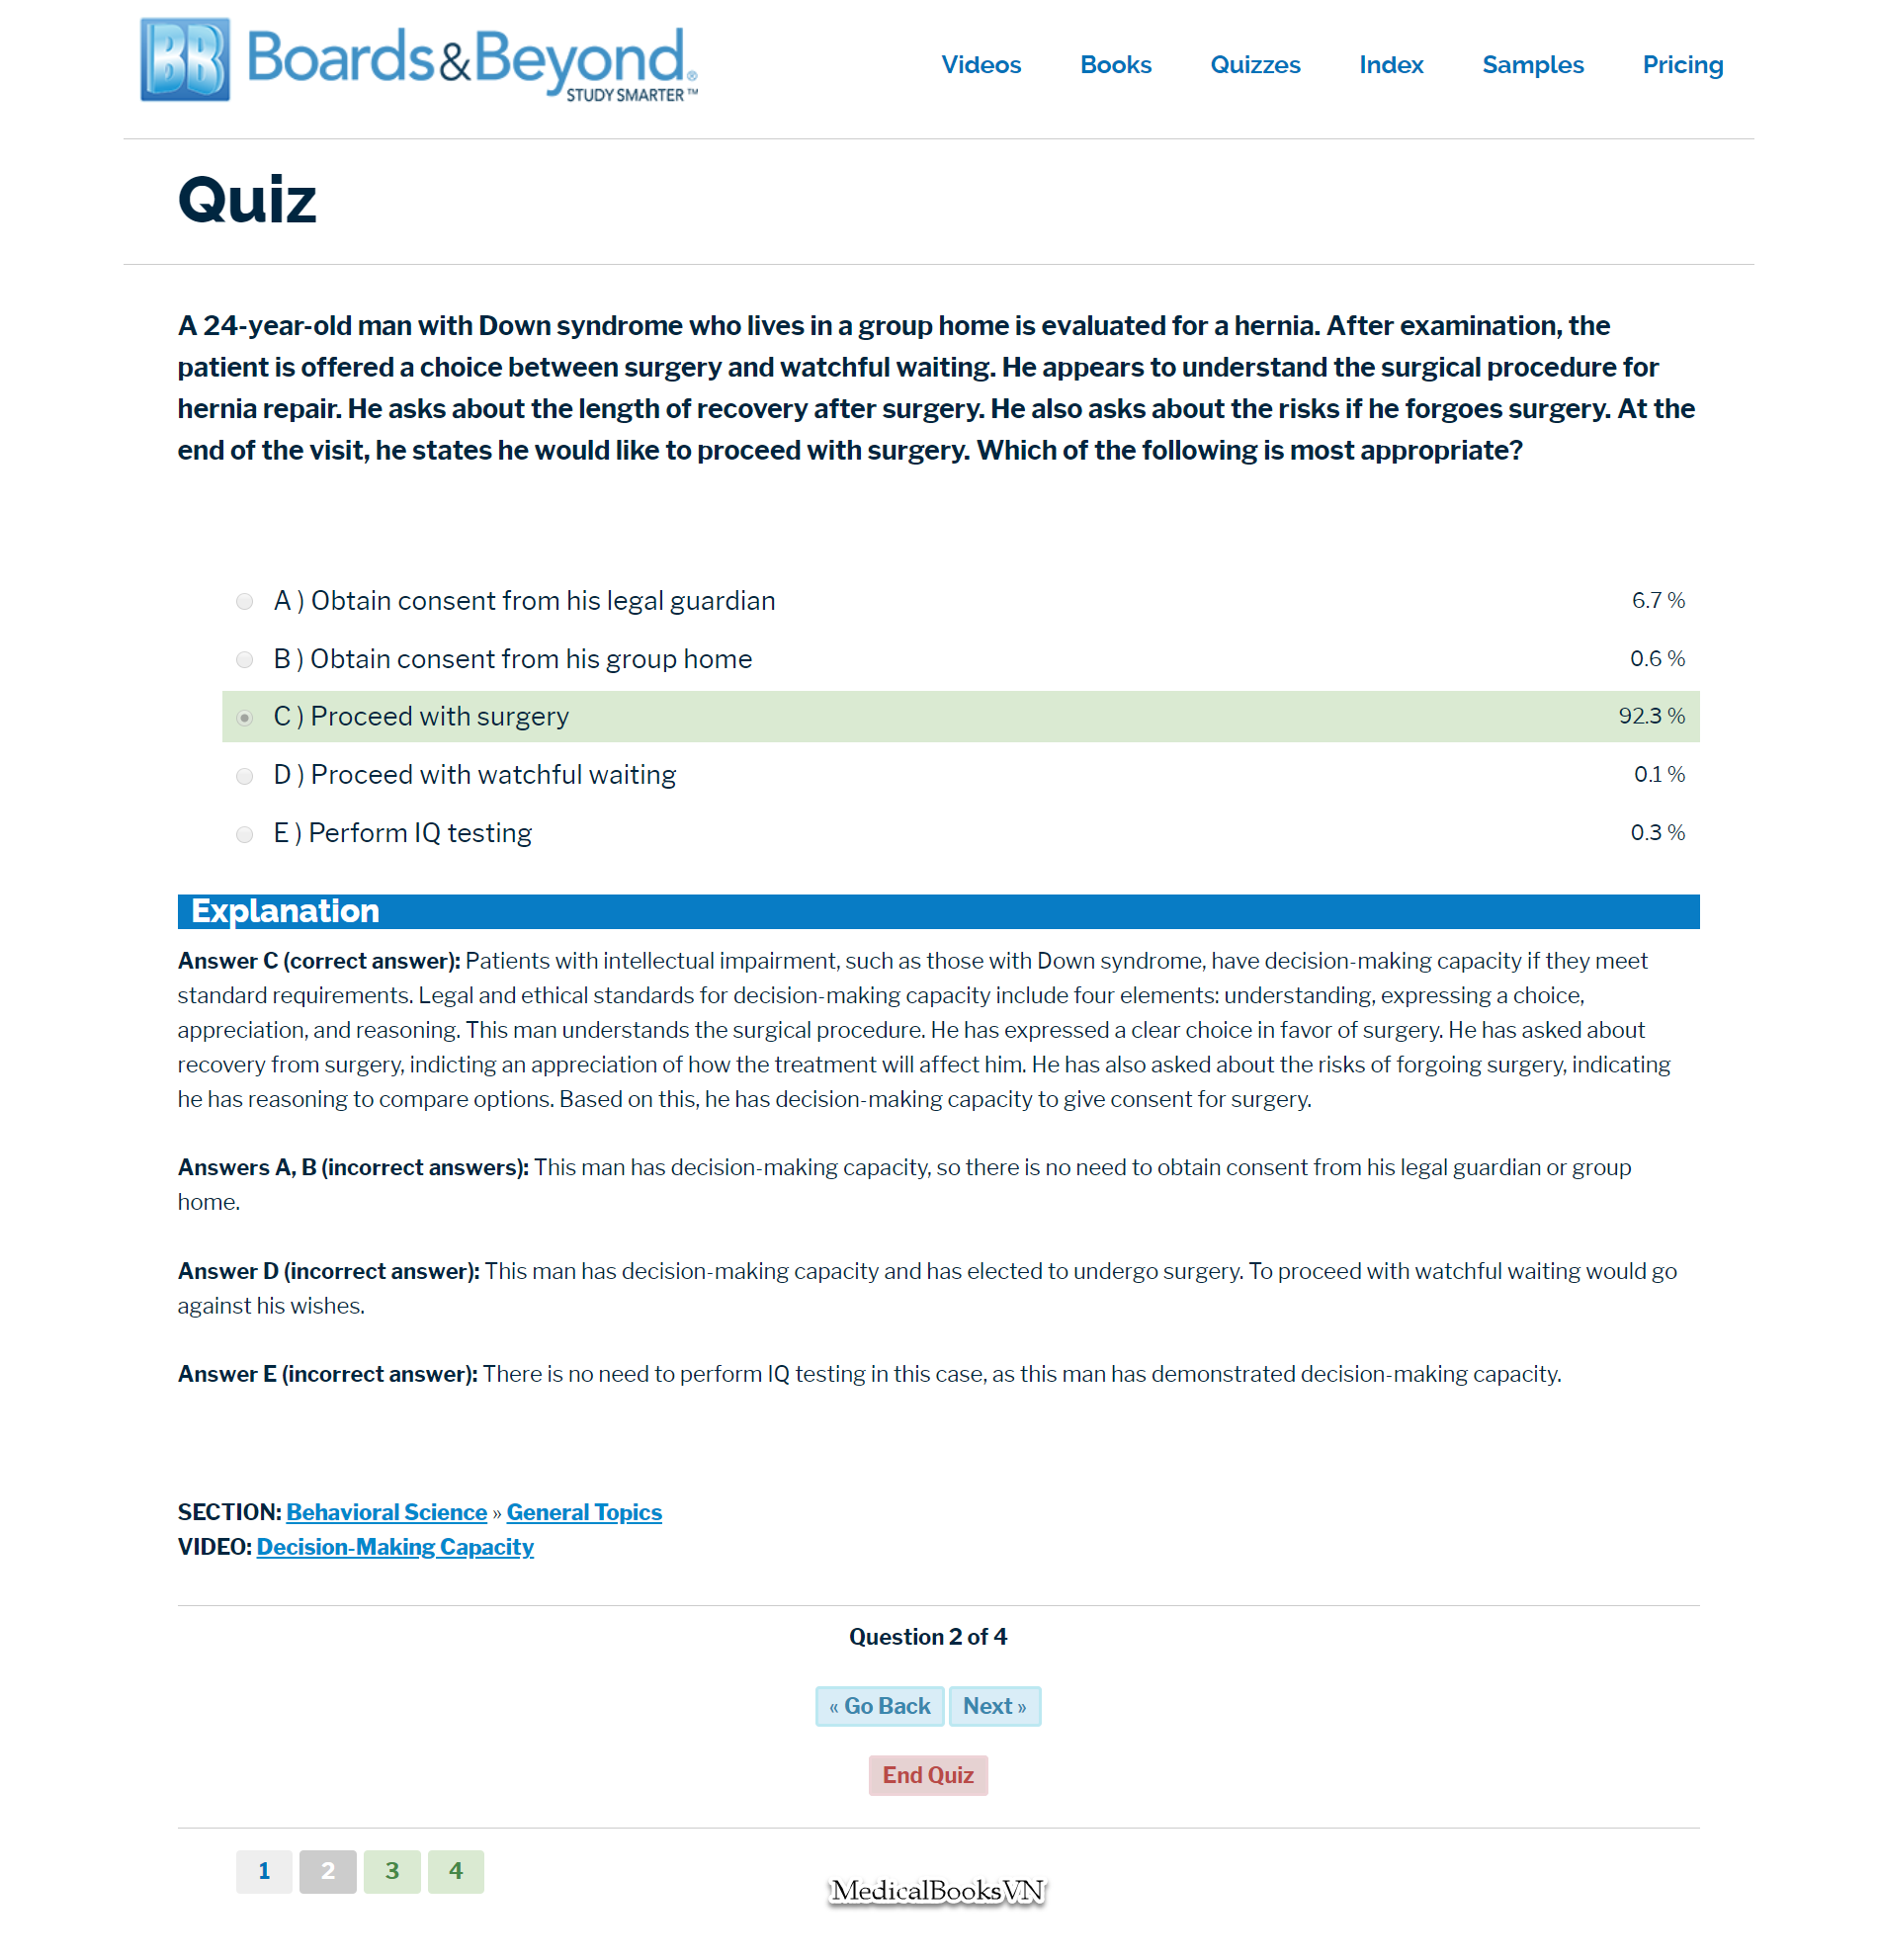 BB Boards&Beyond®
STUDY SMARTER™
Videos Books Quizzes Index Samples Pricing
Quiz
A 24-year-old man with Down syndrome who lives in a group home is evaluated for a hernia. After examination, the
patient is offered a choice between surgery and watchful waiting. He appears to understand the surgical procedure for
hernia repair. He asks about the length of recovery after surgery. He also asks about the risks if he forgoes surgery. At the
end of the visit, he states he would like to proceed with surgery. Which of the following is most appropriate?
A ) Obtain consent from his legal guardian 6.7 %
B ) Obtain consent from his group home 0.6 %
C ) Proceed with surgery 92.3 %
D ) Proceed with watchful waiting 0.1 %
E ) Perform IQ testing 0.3 %
Explanation
Answer C (correct answer): Patients with intellectual impairment, such as those with Down syndrome, have decision-making capacity if they meet
standard requirements. Legal and ethical standards for decision-making capacity include four elements: understanding, expressing a choice,
appreciation, and reasoning. This man understands the surgical procedure. He has expressed a clear choice in favor of surgery. He has asked about
recovery from surgery, indicting an appreciation of how the treatment will affect him. He has also asked about the risks of forgoing surgery, indicating
he has reasoning to compare options. Based on this, he has decision-making capacity to give consent for surgery.
Answers A, B (incorrect answers): This man has decision-making capacity, so there is no need to obtain consent from his legal guardian or group
home.
Answer D (incorrect answer): This man has decision-making capacity and has elected to undergo surgery. To proceed with watchful waiting would go
against his wishes.
Answer E (incorrect answer): There is no need to perform IQ testing in this case, as this man has demonstrated decision-making capacity.
SECTION: Behavioral Science » General Topics
VIDEO: Decision-Making Capacity
Question 2 of 4
« Go Back Next »
End Quiz
1 2 3 4
MedicalBooksVN